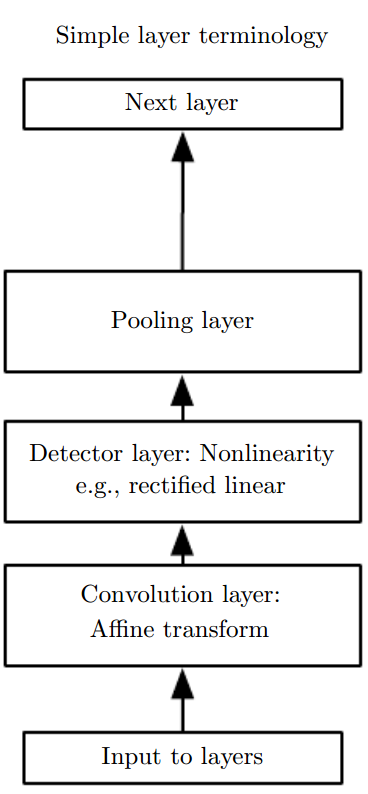 Simple layer terminology
Next layer
Pooling layer
Detector layer: Nonlinearity
e.g., rectified linear
Convolution layer:
Affine transform
Input to layers